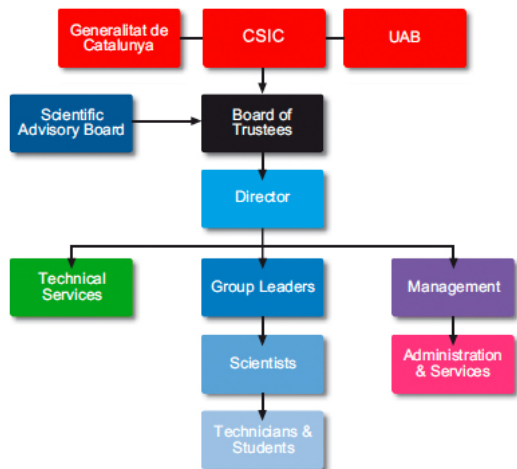 Generalitat de
Catalunya
CSIC
UAB
Scientific
Advisory Board
Board of
Trustees
Director
Technical
Services
Group Leaders
Management
Scientists
Administration
& Services
Technicians &
Students